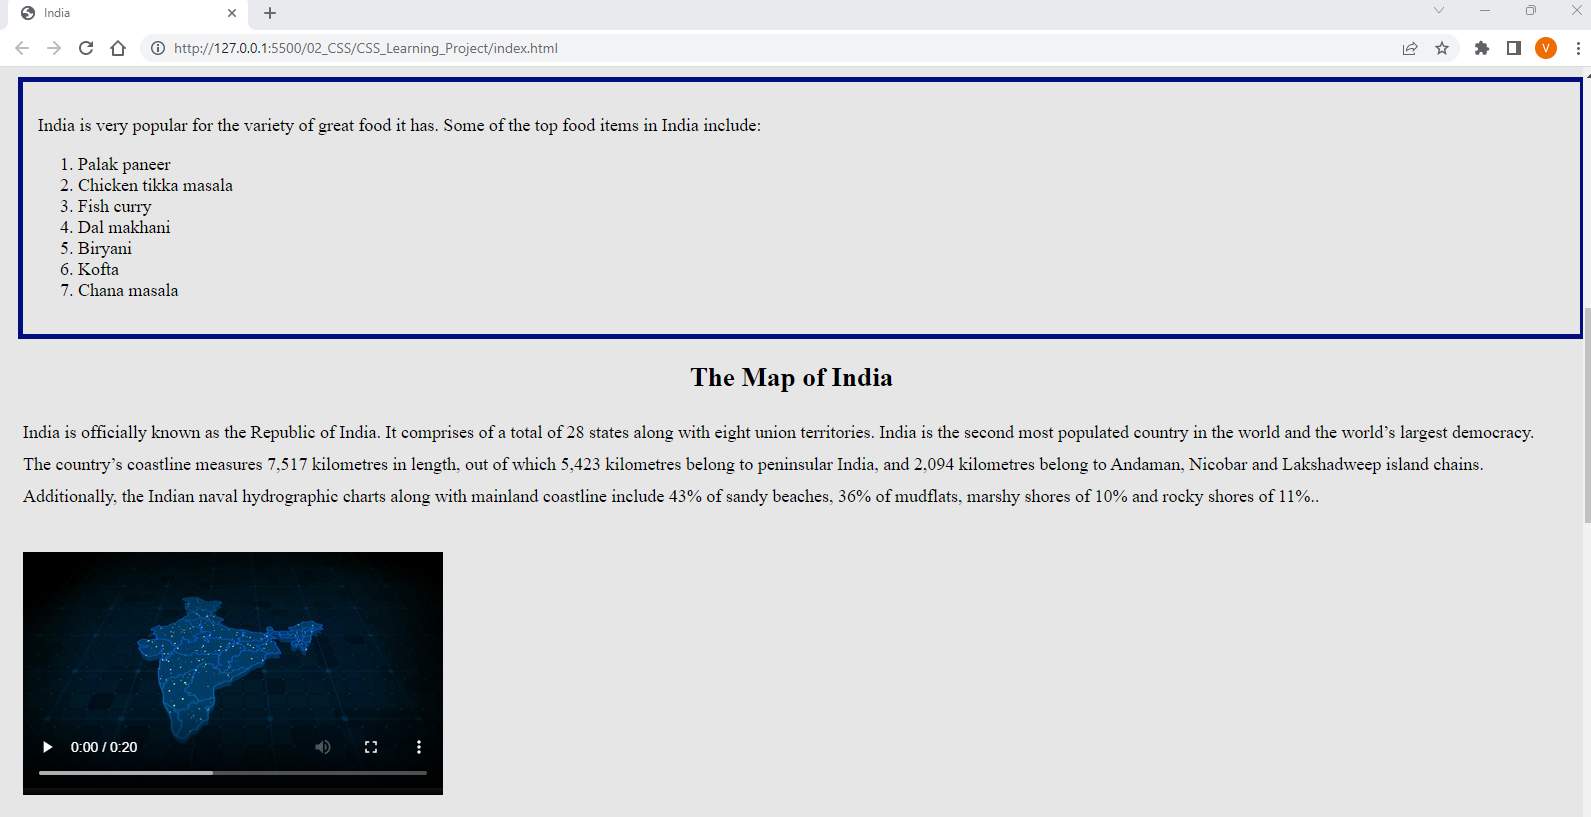 India
http://127.0.0.1:5500/02_CSS/CSS_Learning_Project/index.html
V
India is very popular for the variety of great food it has. Some of the top food items in India include:
1. Palak paneer
2. Chicken tikka masala
3. Fish curry
4. Dal makhani
5. Biryani
6. Kofta
7. Chana masala
The Map of India
India is officially known as the Republic of India. It comprises of a total of 28 states along with eight union territories. India is the second most populated country in the world and the world’s largest democracy.
The country’s coastline measures 7,517 kilometres in length, out of which 5,423 kilometres belong to peninsular India, and 2,094 kilometres belong to Andaman, Nicobar and Lakshadweep island chains.
Additionally, the Indian naval hydrographic charts along with mainland coastline include 43% of sandy beaches, 36% of mudflats, marshy shores of 10% and rocky shores of 11%..
0:00 / 0:20